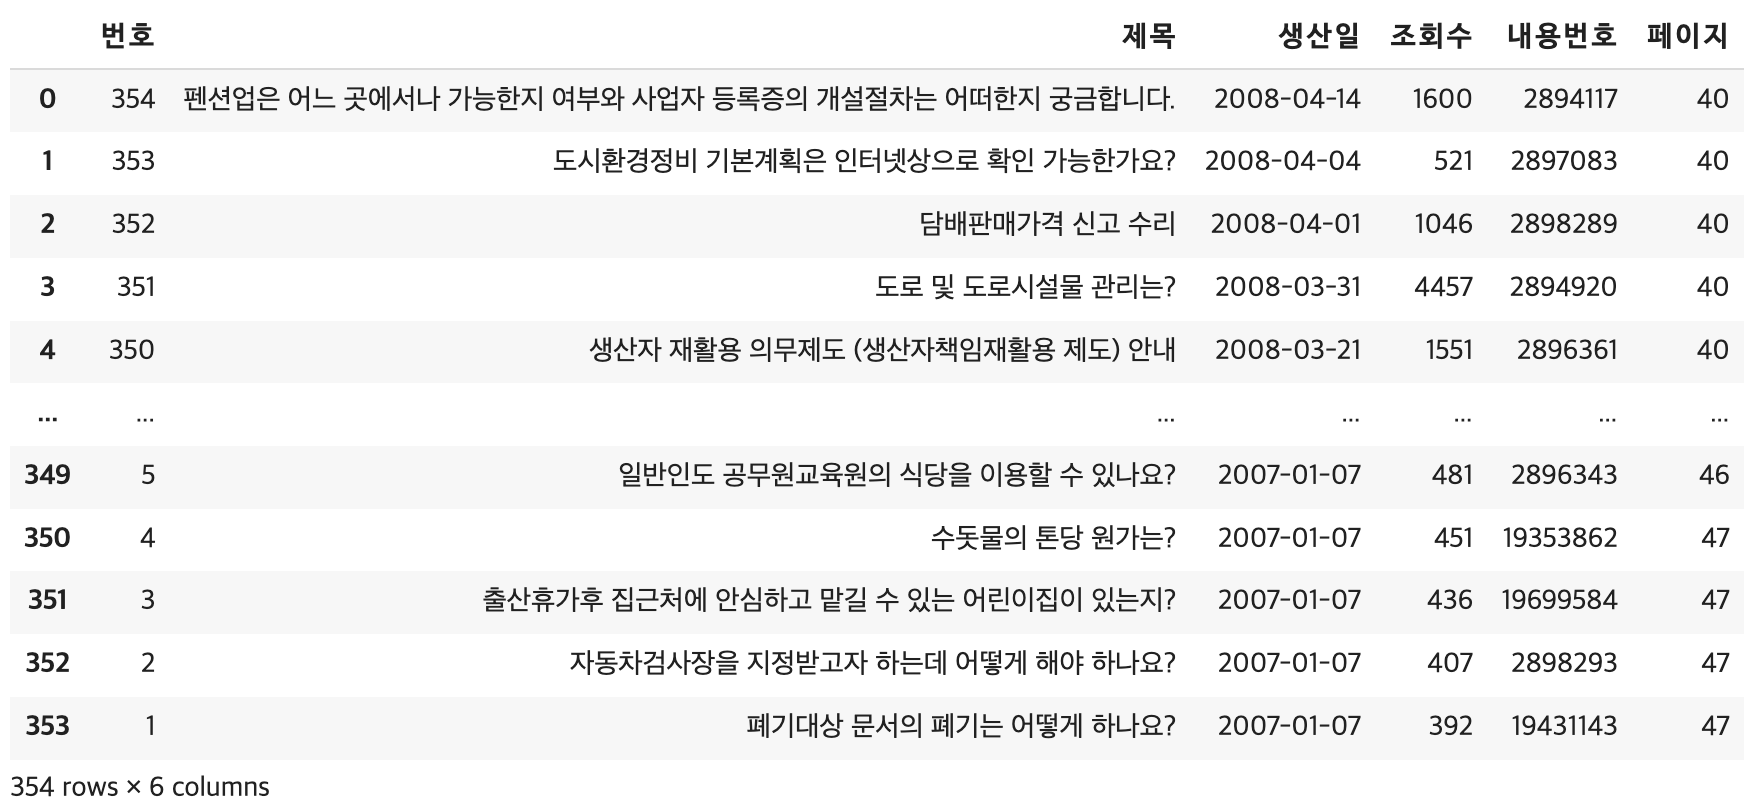 번호 제목 생산일 조회수 내용번호 페이지
0 354 펜션업은 어느 곳에서나 가능한지 여부와 사업자 등록증의 개설절차는 어떠한지 궁금합니다. 2008-04-14 1600 2894117 40
1 353 도시환경정비 기본계획은 인터넷상으로 확인 가능한가요? 2008-04-04 521 2897083 40
2 352 담배판매가격 신고 수리 2008-04-01 1046 2898289 40
3 351 도로 및 도로시설물 관리는? 2008-03-31 4457 2894920 40
4 350 생산자 재활용 의무제도 (생산자책임재활용 제도) 안내 2008-03-21 1551 2896361 40
... ... ... ... ... ... ...
349 5 일반인도 공무원교육원의 식당을 이용할 수 있나요? 2007-01-07 481 2896343 46
350 4 수돗물의 톤당 원가는? 2007-01-07 451 19353862 47
351 3 출산휴가후 집근처에 안심하고 맡길 수 있는 어린이집이 있는지? 2007-01-07 436 19699584 47
352 2 자동차검사장을 지정받고자 하는데 어떻게 해야 하나요? 2007-01-07 407 2898293 47
353 1 폐기대상 문서의 폐기는 어떻게 하나요? 2007-01-07 392 19431143 47
354 rows × 6 columns